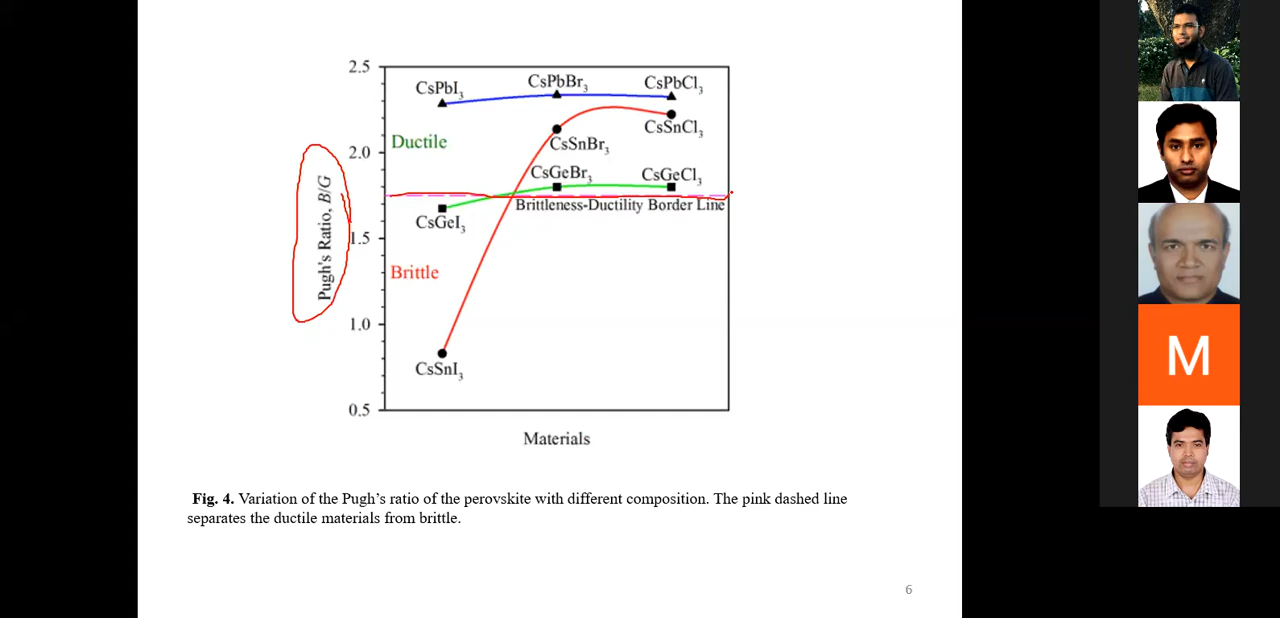 2.5
CsPbI₃
CsPbBr₃
CsPbCl₃
Ductile
2.0
CsSnBr₃
CsSnCl₃
CsGeBr₃
CsGeCl₃
Brittleness-Ductility Border Line
CsGeI₃
1.5
Pugh's Ratio, B/G
Brittle
1.0
CsSnI₃
0.5
Materials
Fig. 4. Variation of the Pugh’s ratio of the perovskite with different composition. The pink dashed line
separates the ductile materials from brittle.
6
M